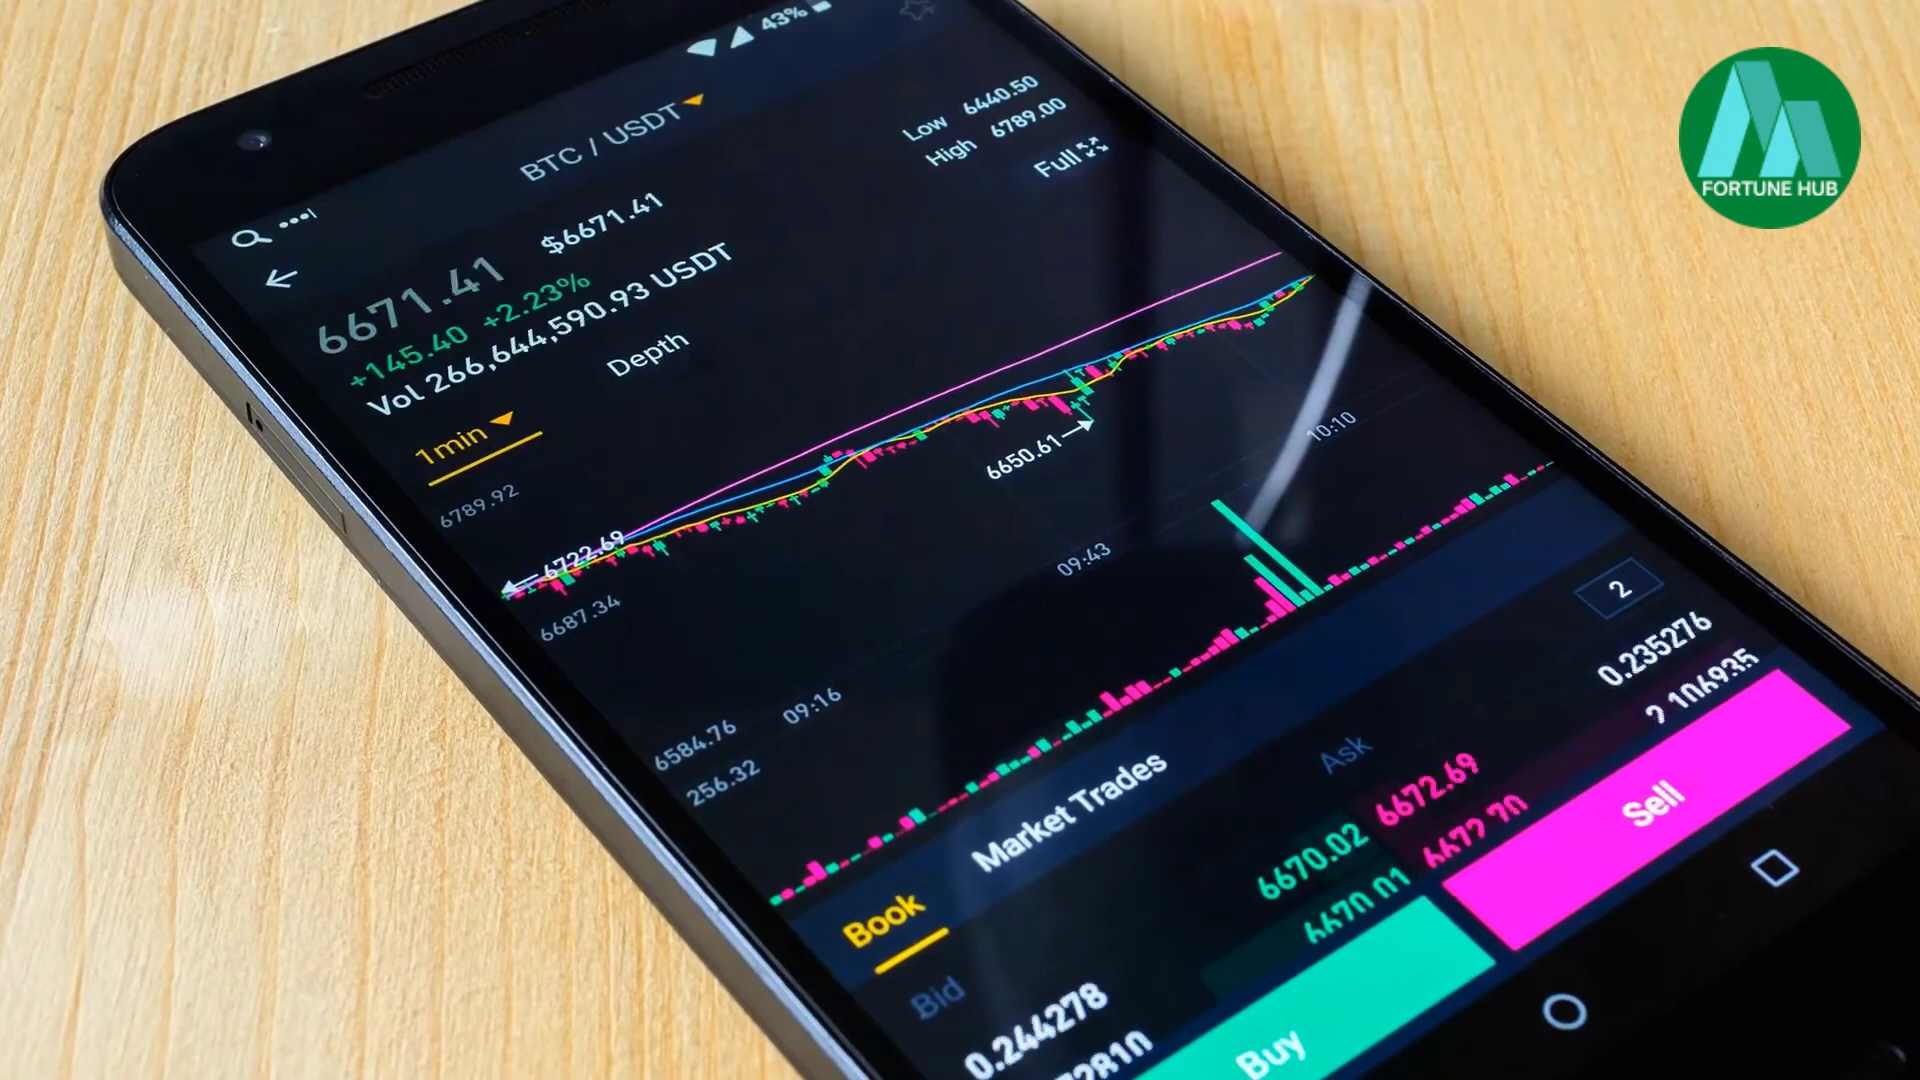 43%
BTC / USDT
Low 6440.50
High 6789.00
Full
6671.41
$6671.41
+145.40 +2.23%
Vol 266,644,590.93 USDT
1min
Depth
6789.92
6722.69
6650.61
6687.34
6584.76
256.32
09:16
09:43
10:10
Book
Market Trades
2
Bid
Ask
0.244278
6670.02
6672.69
0.235276
Buy
Sell
FORTUNE HUB